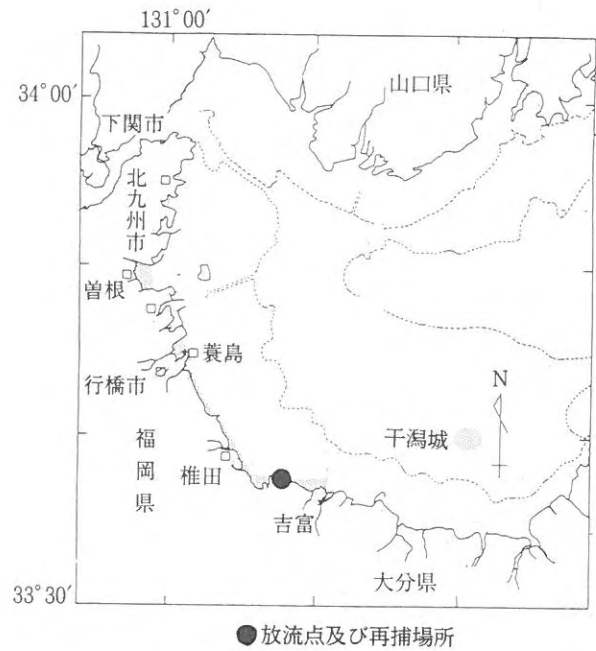 131°00′
34°00′
山口県
下関市
北九州市
曽根
蓑島
行橋市
N
干潟城
福岡県
椎田
吉富
大分県
33°30′
●放流点及び再捕場所